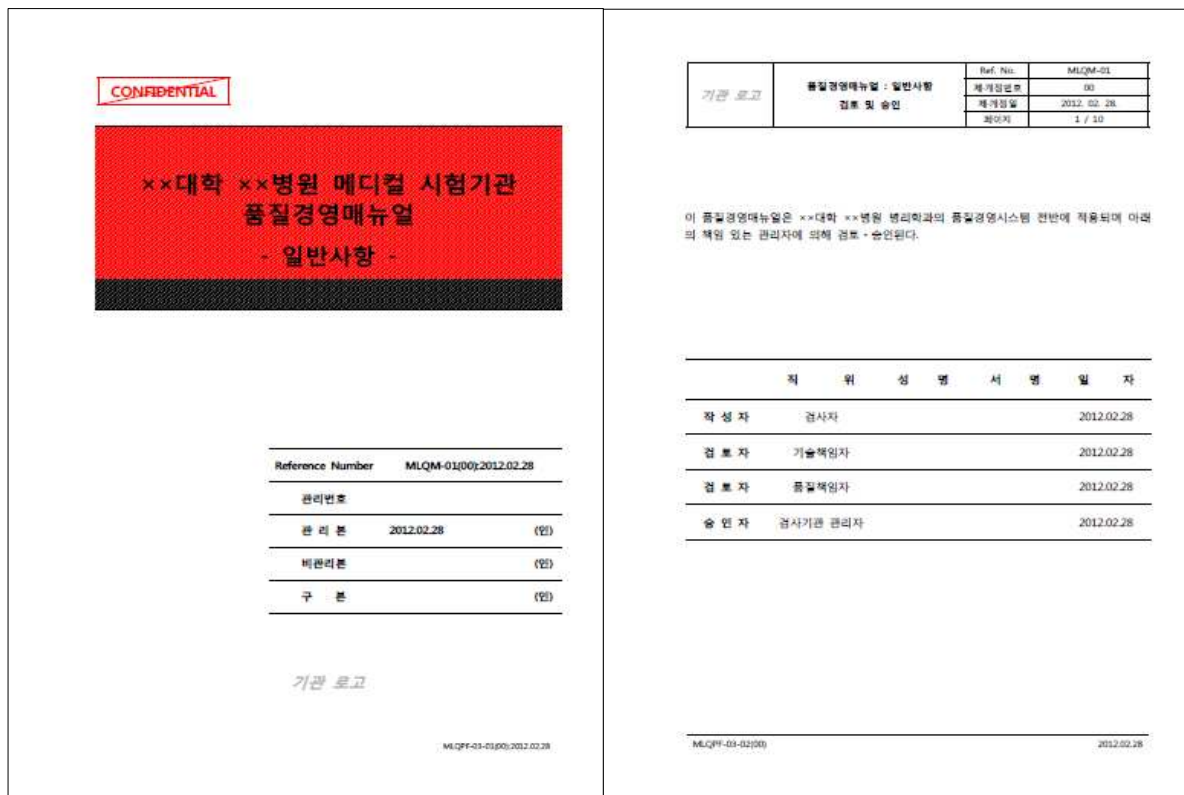 CONFIDENTIAL
××대학 ××병원 메디컬 시험기관
품질경영매뉴얼
- 일반사항 -
Reference Number MLQM-01(00);2012.02.28
관리번호
관 리 본 2012.02.28 (인)
비관리본 (인)
구 본 (인)
기관 로고
MLQPF-03-01(00);2012.02.28
기관 로고
품질경영매뉴얼 : 일반사항
검토 및 승인
Ref. No. MLQM-01
제·개정번호 00
제·개정일 2012. 02. 28.
페이지 1 / 10
이 품질경영매뉴얼은 ××대학 ××병원 병리학과의 품질경영시스템 전반에 적용되며 아래
의 책임 있는 관리자에 의해 검토·승인된다.
직 위 성 명 서 명 일 자
작 성 자 검사자 2012.02.28
검 토 자 기술책임자 2012.02.28
검 토 자 품질책임자 2012.02.28
승 인 자 검사기관 관리자 2012.02.28
MLQPF-03-02(00) 2012.02.28